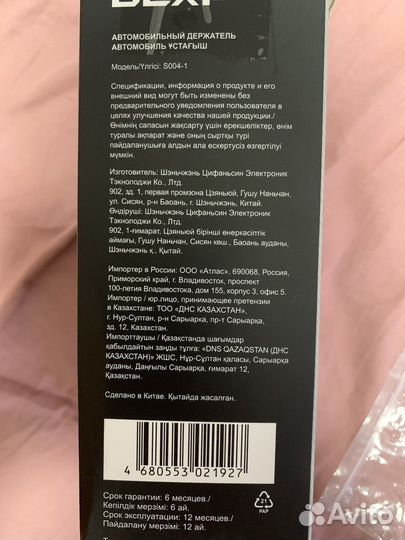 DEXP
АВТОМОБИЛЬНЫЙ ДЕРЖАТЕЛЬ
АВТОМОБИЛЬ ҰСТАҒЫШ
Модель/Үлгісі: S004-1
Спецификации, информация о продукте и его
внешний вид могут быть изменены без
предварительного уведомления пользователя в
целях улучшения качества нашей продукции./
Өнімнің сапасын жақсарту үшін ерекшеліктер, өнім
туралы ақпарат және оның сыртқы түрі
пайдаланушыға алдын ала ескертусіз өзгертілуі
мүмкін.
Изготовитель: Шэньчжэнь Цифаньсин Электроник
Тэкнолоджи Ко., Лтд.
902, зд. 1, первая промзона Цзяньюй, Гушу Наньчан,
ул. Сисян, р-н Баоань, г. Шэньчжэнь, Китай.
Өндіруші: Шэньчжэнь Цифаньсин Электроник
Тэкнолоджи Ко., Лтд.
902, 1-ғимарат, Цзяньюй бірінші өнеркәсіптік
аймағы, Гушу Наньчан, Сисян көш., Баоань ауданы,
Шэньчжэнь қ., Қытай.
Импортер в России: ООО «Атлас», 690068, Россия,
Приморский край, г. Владивосток, проспект
100-летия Владивостока, дом 155, корпус 3, офис 5.
Импортер / юр.лицо, принимающее претензии
в Казахстане: ТОО «ДНС КАЗАХСТАН»,
г. Нур-Султан, р-н Сарыарка, пр-т Сарыарка,
зд. 12, Казахстан.
Импорттаушы / Қазақстанда шағымдар
қабылдайтын заңды тұлға: «DNS QAZAQSTAN (ДНС
КАЗАХСТАН)» ЖШС, Нұр-Сұлтан қаласы, Сарыарқа
ауданы, Даңғылы Сарыарқа, ғимарат 12,
Қазақстан.
Сделано в Китае. Қытайда жасалған.
4 680553 021927
21
PAP
Срок гарантии: 6 месяцев./
Кепілдік мерзімі: 6 ай.
Срок эксплуатации: 12 месяцев./
Пайдалану мерзімі: 12 ай.
Avito